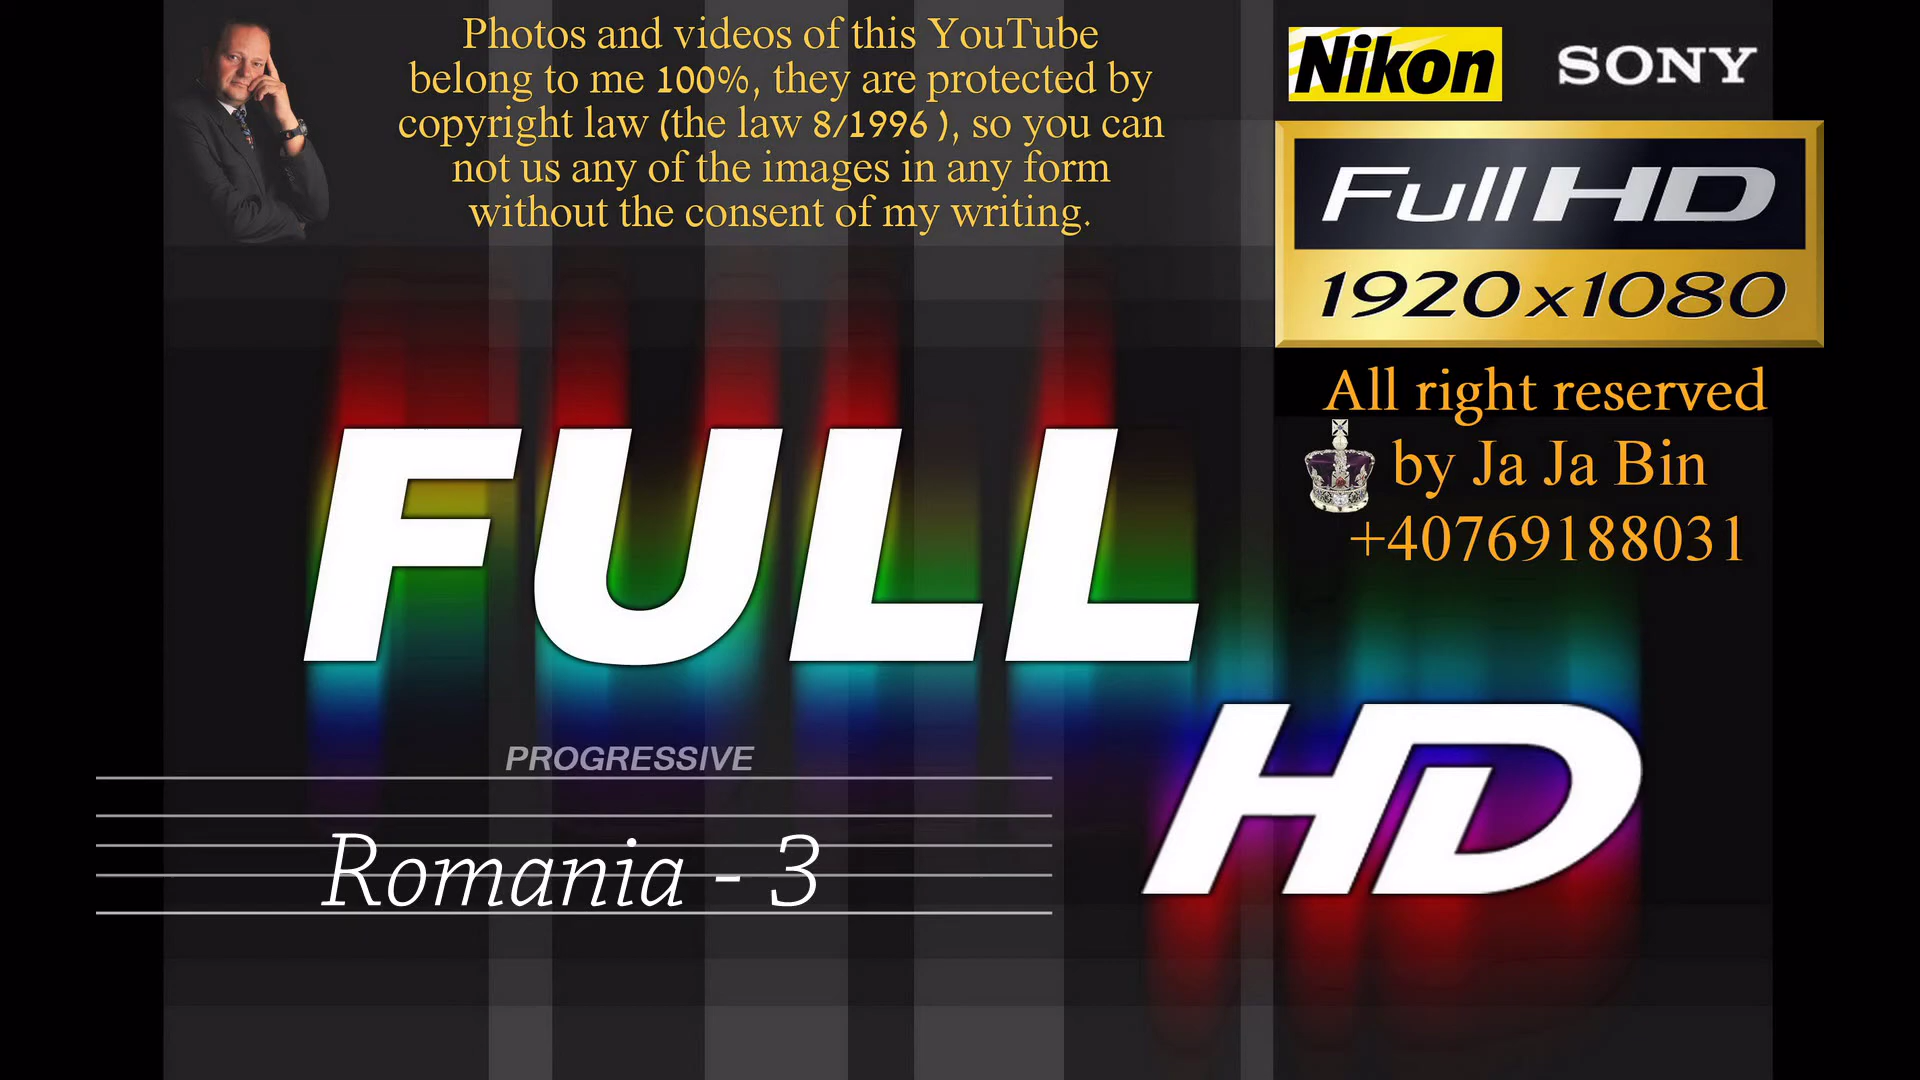 Photos and videos of this YouTube
belong to me 100%, they are protected by
copyright law (the law 8/1996 ), so you can
not us any of the images in any form
without the consent of my writing.
Nikon
SONY
Full HD
1920x1080
All right reserved
by Ja Ja Bin
+40769188031
FULL
HD
PROGRESSIVE
Romania - 3